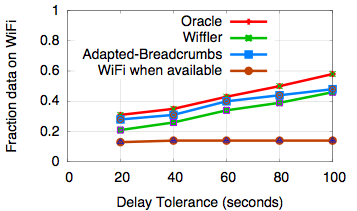 Fraction data on WiFi
1
0.8
0.6
0.4
0.2
0
Oracle
Wiffler
Adapted-Breadcrumbs
WiFi when available
0 20 40 60 80 100
Delay Tolerance (seconds)